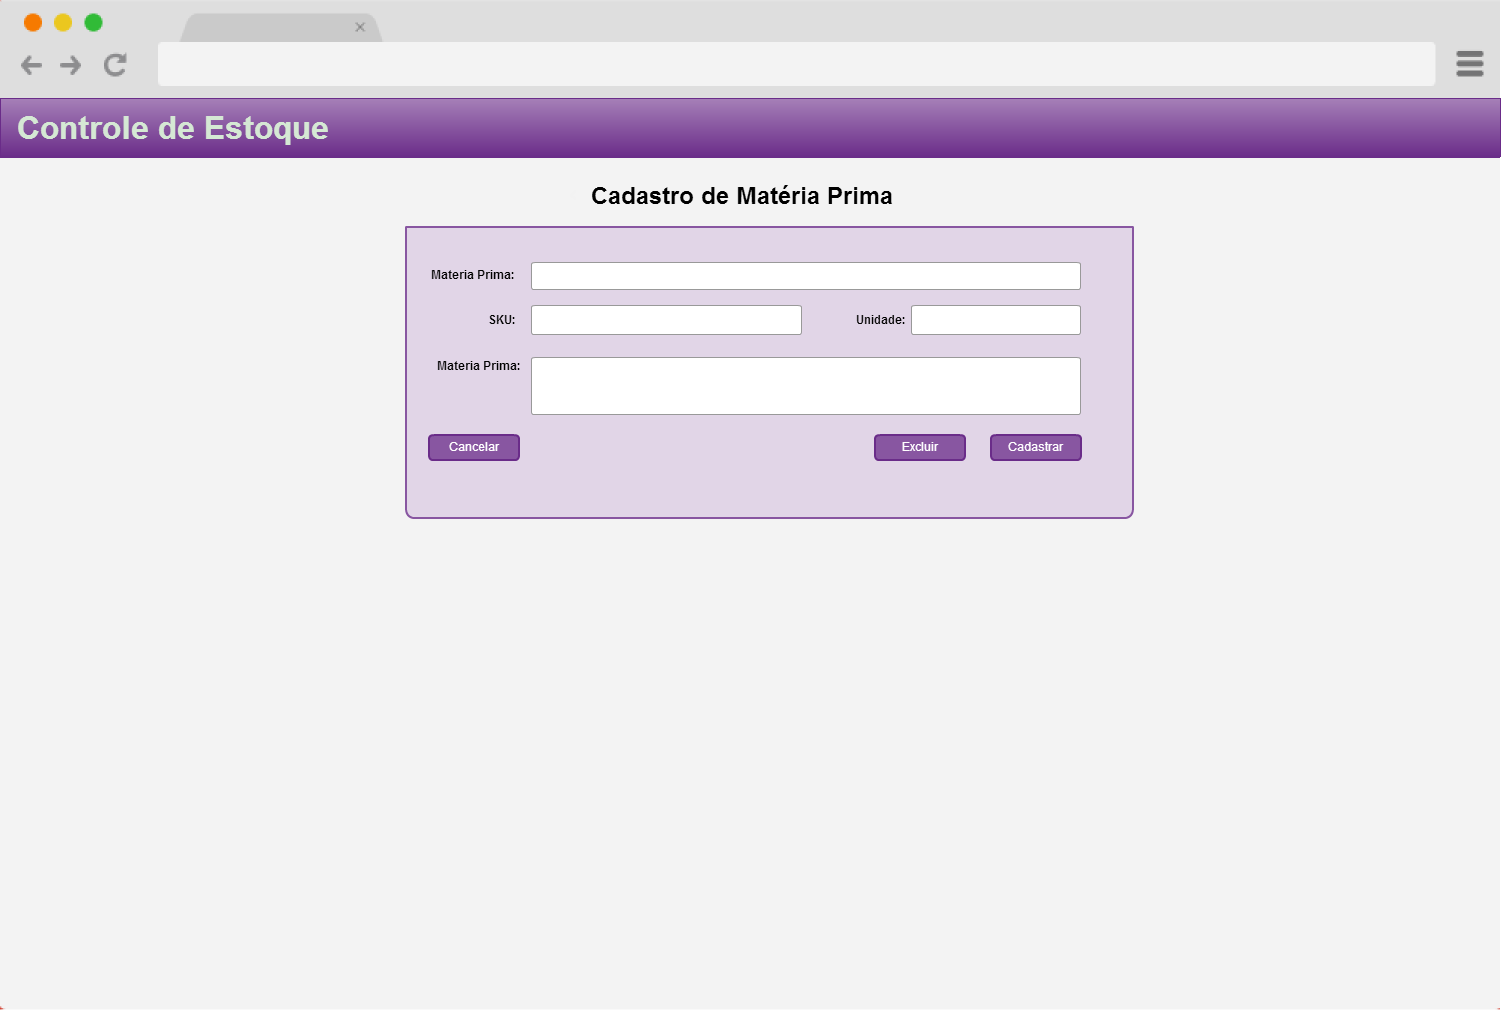 Controle de Estoque
Cadastro de Matéria Prima
Materia Prima:
SKU:
Unidade:
Materia Prima:
Cancelar
Excluir
Cadastrar